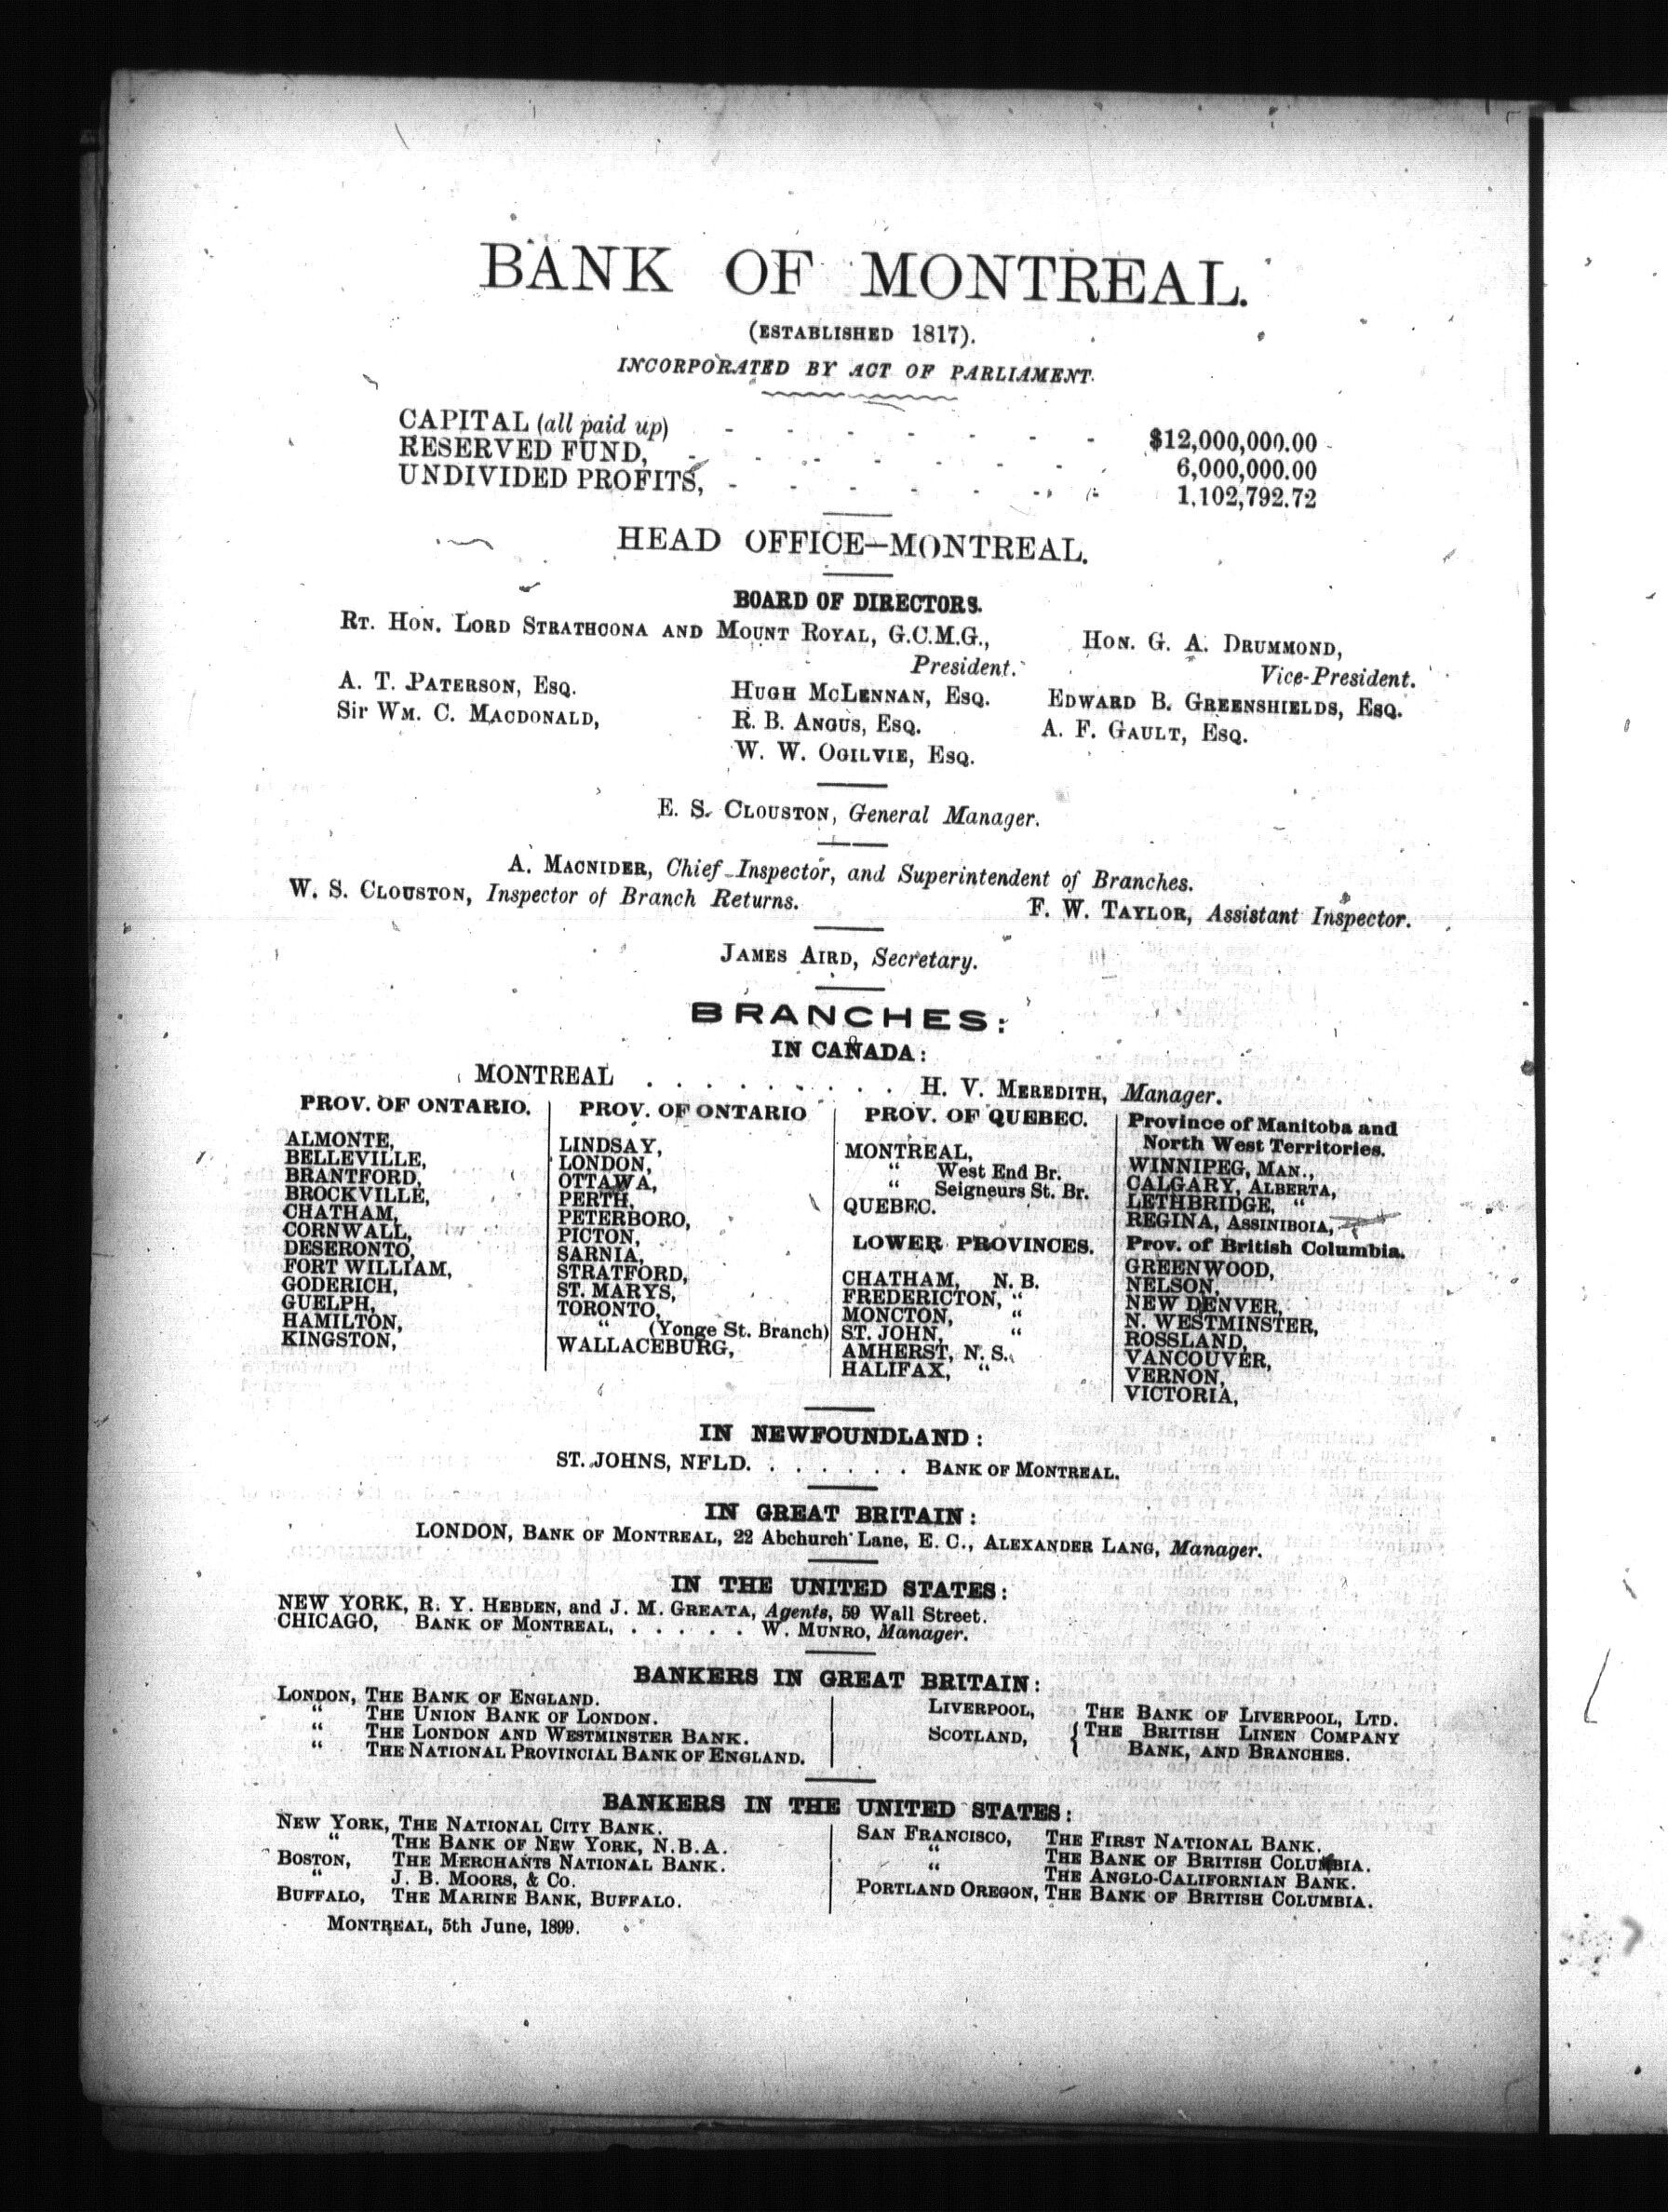 BANK OF MONTREAL.
(ESTABLISHED 1817).
INCORPORATED BY ACT OF PARLIAMENT.
CAPITAL (all paid up) - - - - - - - $12,000,000.00
RESERVED FUND, - - - - - - - 6,000,000.00
UNDIVIDED PROFITS, - - - - - - - 1,102,792.72
HEAD OFFICE—MONTREAL.
BOARD OF DIRECTORS.
RT. HON. LORD STRATHCONA AND MOUNT ROYAL, G.C.M.G., HON. G. A. DRUMMOND,
President. Vice-President.
A. T. PATERSON, ESQ. HUGH MCLENNAN, ESQ. EDWARD B. GREENSHIELDS, ESQ.
Sir WM. C. MACDONALD, R. B. ANGUS, ESQ. A. F. GAULT, ESQ.
W. W. OGILVIE, ESQ.
E. S. CLOUSTON, General Manager.
A. MACNIDER, Chief Inspector, and Superintendent of Branches.
W. S. CLOUSTON, Inspector of Branch Returns. F. W. TAYLOR, Assistant Inspector.
JAMES AIRD, Secretary.
BRANCHES:
IN CANADA:
MONTREAL . . . . . . . . . H. V. MEREDITH, Manager.
PROV. OF ONTARIO.
ALMONTE,
BELLEVILLE,
BRANTFORD,
BROCKVILLE,
CHATHAM,
CORNWALL,
DESERONTO,
FORT WILLIAM,
GODERICH,
GUELPH,
HAMILTON,
KINGSTON,
PROV. OF ONTARIO
LINDSAY,
LONDON,
OTTAWA,
PERTH,
PETERBORO,
PICTON,
SARNIA,
STRATFORD,
ST. MARYS,
TORONTO,
" (Yonge St. Branch)
WALLACEBURG,
PROV. OF QUEBEC.
MONTREAL,
" West End Br.
" Seigneurs St. Br.
QUEBEC.
LOWER PROVINCES.
CHATHAM, N. B.
FREDERICTON, "
MONCTON, "
ST. JOHN, "
AMHERST, N. S.
HALIFAX, "
Province of Manitoba and
North West Territories.
WINNIPEG, MAN.,
CALGARY, ALBERTA,
LETHBRIDGE, "
REGINA, ASSINIBOIA,
Prov. of British Columbia.
GREENWOOD,
NELSON,
NEW DENVER,
N. WESTMINSTER,
ROSSLAND,
VANCOUVER,
VERNON,
VICTORIA,
IN NEWFOUNDLAND:
ST. JOHNS, NFLD. . . . . . . BANK OF MONTREAL.
IN GREAT BRITAIN:
LONDON, BANK OF MONTREAL, 22 Abchurch Lane, E. C., ALEXANDER LANG, Manager.
IN THE UNITED STATES:
NEW YORK, R. Y. HEBDEN, and J. M. GREATA, Agents, 59 Wall Street.
CHICAGO, BANK OF MONTREAL, . . . . . W. MUNRO, Manager.
BANKERS IN GREAT BRITAIN:
LONDON, THE BANK OF ENGLAND.
" THE UNION BANK OF LONDON.
" THE LONDON AND WESTMINSTER BANK.
" THE NATIONAL PROVINCIAL BANK OF ENGLAND.
LIVERPOOL, THE BANK OF LIVERPOOL, LTD.
SCOTLAND, { THE BRITISH LINEN COMPANY
BANK, AND BRANCHES.
BANKERS IN THE UNITED STATES:
NEW YORK, THE NATIONAL CITY BANK.
" THE BANK OF NEW YORK, N.B.A.
BOSTON, THE MERCHANTS NATIONAL BANK.
" J. B. MOORS, & CO.
BUFFALO, THE MARINE BANK, BUFFALO.
SAN FRANCISCO, THE FIRST NATIONAL BANK.
" THE BANK OF BRITISH COLUMBIA.
" THE ANGLO-CALIFORNIAN BANK.
PORTLAND OREGON, THE BANK OF BRITISH COLUMBIA.
MONTREAL, 5th June, 1899.